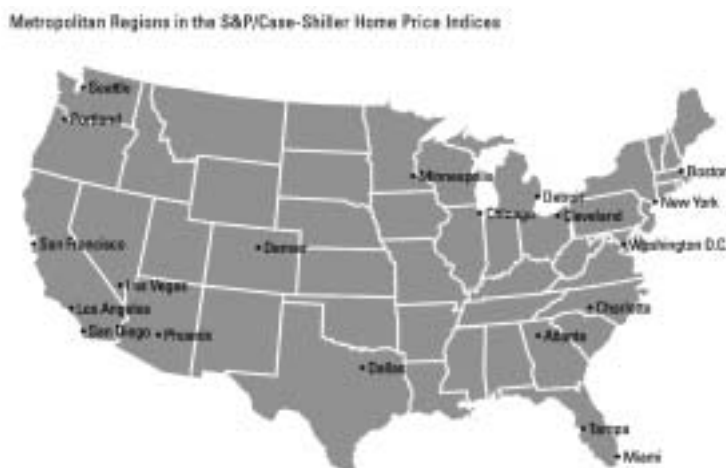 Metropolitan Regions in the S&P/Case-Shiller Home Price Indices
Seattle
Portland
Minneapolis
Boston
Detroit
New York
Chicago
Cleveland
San Francisco
Denver
Washington D.C.
Las Vegas
Los Angeles
Charlotte
San Diego
Phoenix
Atlanta
Dallas
Tampa
Miami